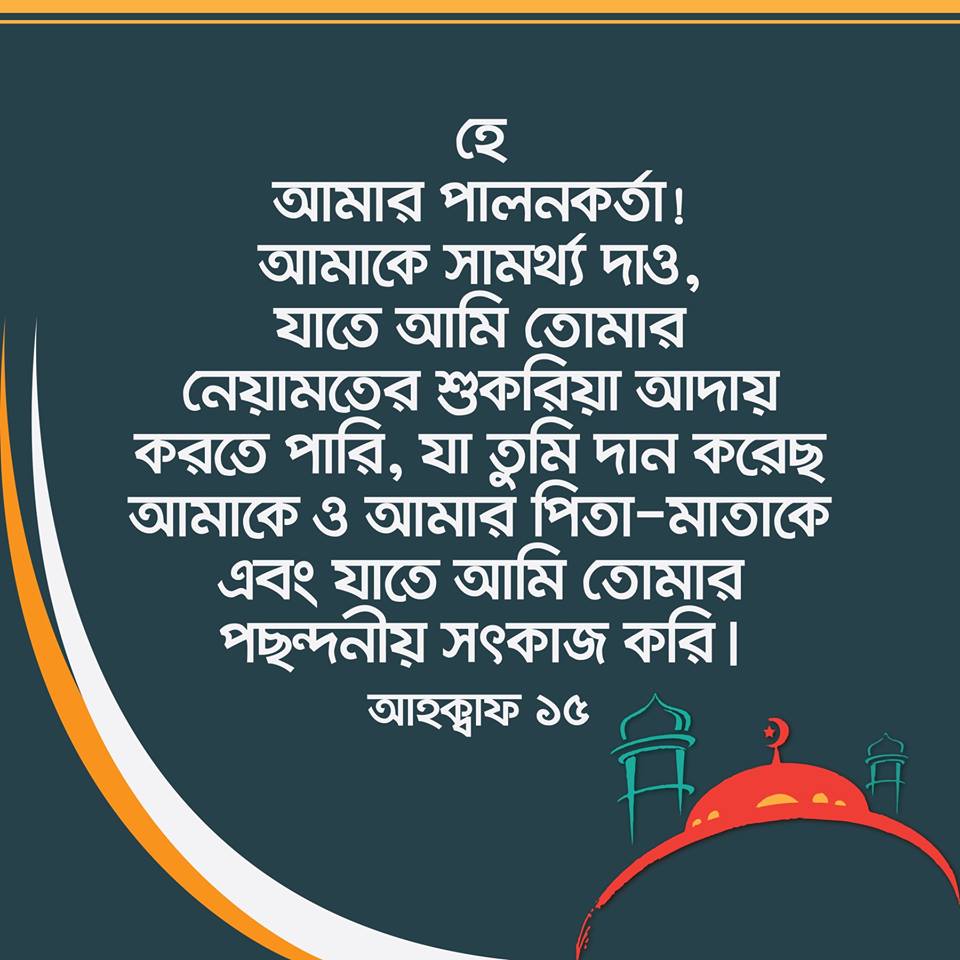 হে
আমার পালনকর্তা!
আমাকে সামর্থ্য দাও,
যাতে আমি তোমার
নেয়ামতের শুকরিয়া আদায়
করতে পারি, যা তুমি দান করেছ
আমাকে ও আমার পিতা-মাতাকে
এবং যাতে আমি তোমার
পছন্দনীয় সৎকাজ করি।
আহক্বাফ ১৫